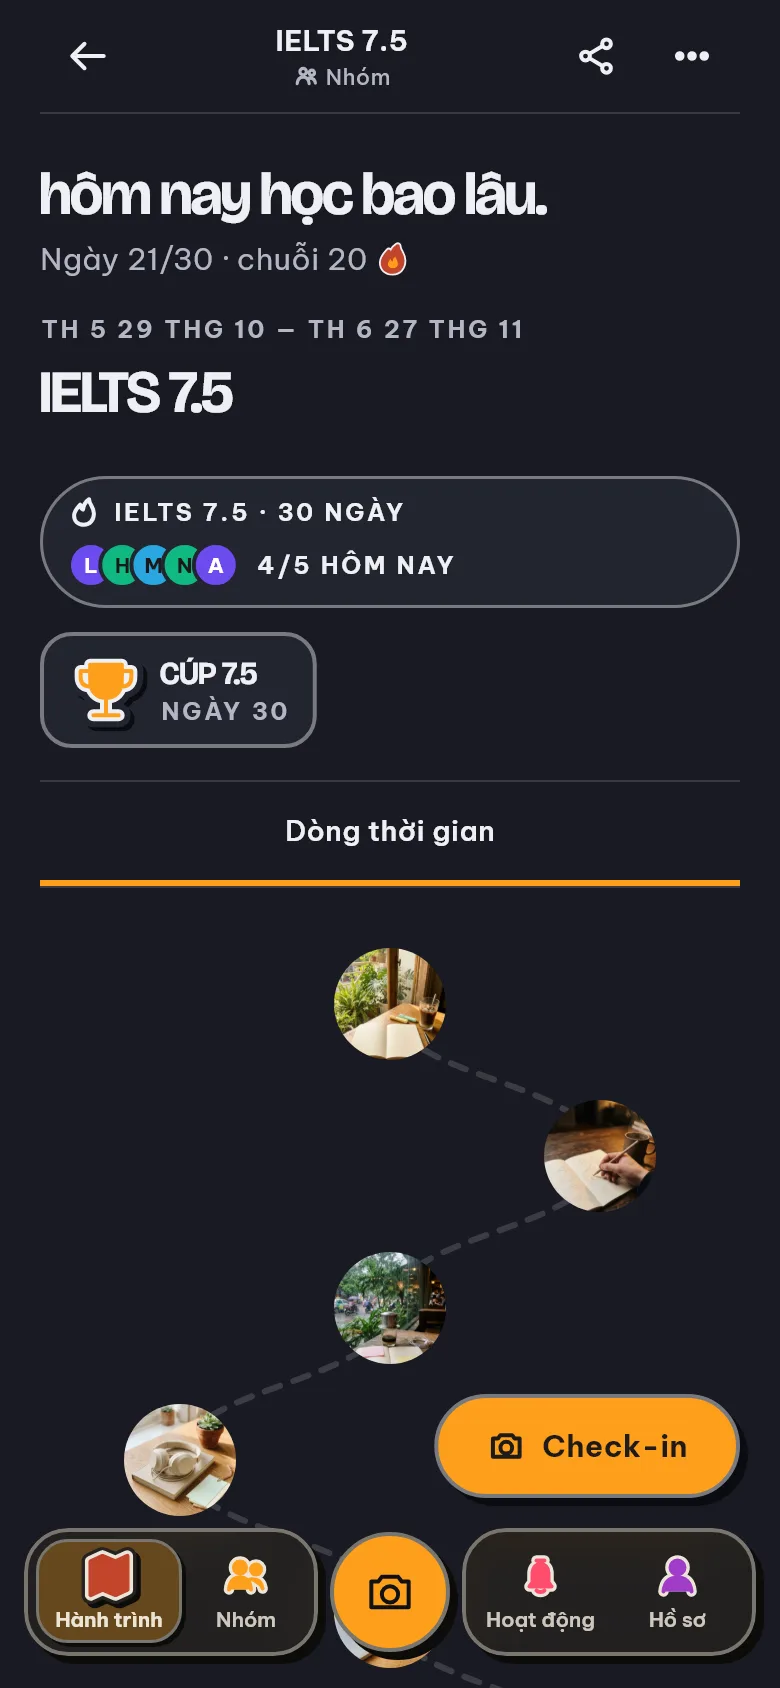 IELTS 7.5
Nhóm
hôm nay học bao lâu.
Ngày 21/30 · chuỗi 20
TH 5 29 THG 10 – TH 6 27 THG 11
IELTS 7.5
IELTS 7.5 · 30 NGÀY
L H M N A 4/5 HÔM NAY
CÚP 7.5
NGÀY 30
Dòng thời gian
Check-in
Hành trình
Nhóm
Hoạt động
Hồ sơ